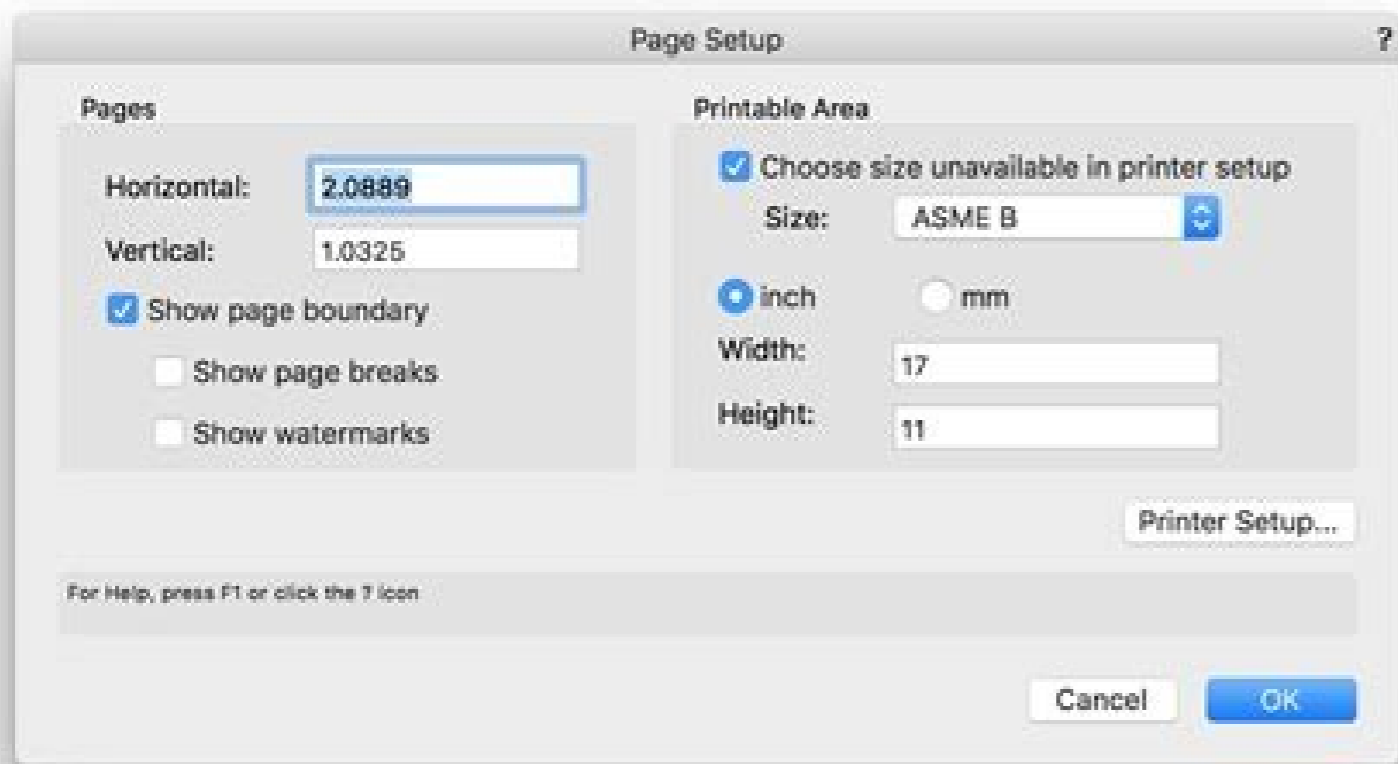 Page Setup ?
Pages
Horizontal: 2.0889
Vertical: 1.0325
Show page boundary
Show page breaks
Show watermarks
Printable Area
Choose size unavailable in printer setup
Size: ASME B
inch mm
Width: 17
Height: 11
Printer Setup...
For Help, press F1 or click the ? icon
Cancel OK